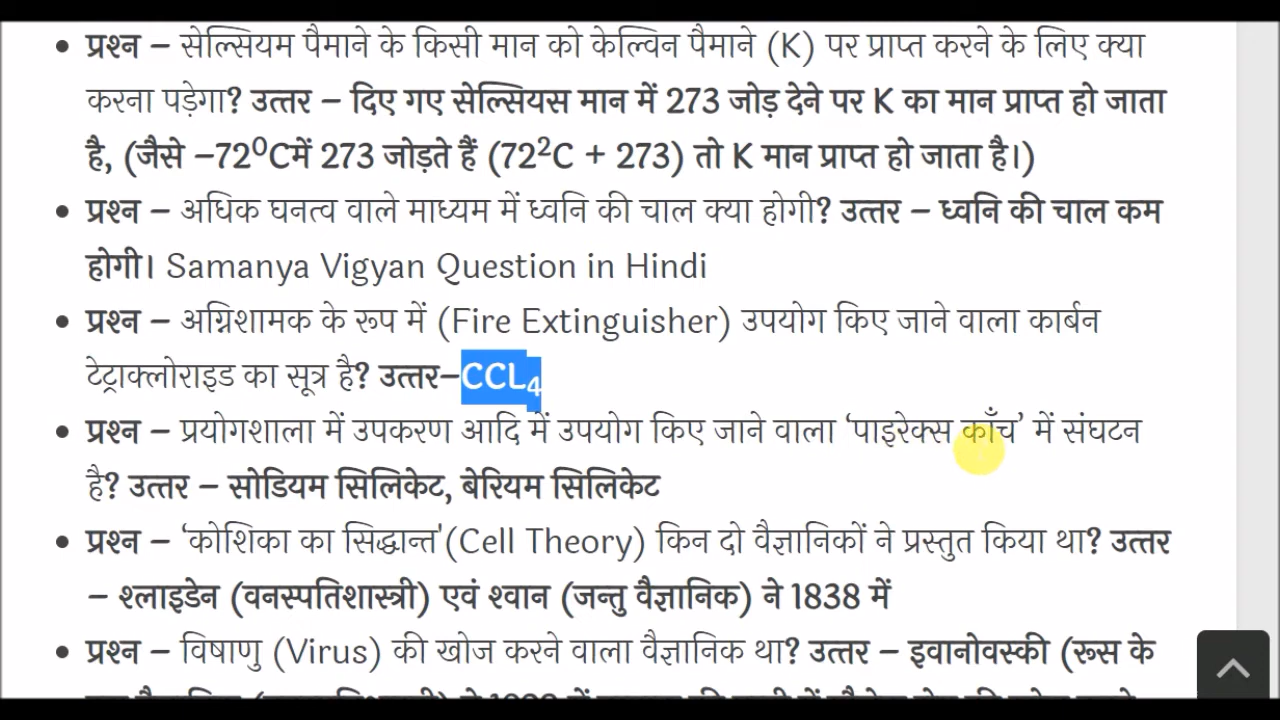 • प्रश्न – सेल्सियम पैमाने के किसी मान को केल्विन पैमाने (K) पर प्राप्त करने के लिए क्या
करना पड़ेगा? उत्तर – दिए गए सेल्सियस मान में 273 जोड़ देने पर K का मान प्राप्त हो जाता
है, (जैसे –72⁰Cमें 273 जोड़ते हैं (72²C + 273) तो K मान प्राप्त हो जाता है।)
• प्रश्न – अधिक घनत्व वाले माध्यम में ध्वनि की चाल क्या होगी? उत्तर – ध्वनि की चाल कम
होगी। Samanya Vigyan Question in Hindi
• प्रश्न – अग्निशामक के रूप में (Fire Extinguisher) उपयोग किए जाने वाला कार्बन
टेट्राक्लोराइड का सूत्र है? उत्तर–CCL₄
• प्रश्न – प्रयोगशाला में उपकरण आदि में उपयोग किए जाने वाला ‘पाइरेक्स काँच’ में संघटन
है? उत्तर – सोडियम सिलिकेट, बेरियम सिलिकेट
• प्रश्न – ‘कोशिका का सिद्धान्त'(Cell Theory) किन दो वैज्ञानिकों ने प्रस्तुत किया था? उत्तर
– श्लाइडेन (वनस्पतिशास्त्री) एवं श्वान (जन्तु वैज्ञानिक) ने 1838 में
• प्रश्न – विषाणु (Virus) की खोज करने वाला वैज्ञानिक था? उत्तर – इवानोवस्की (रूस के